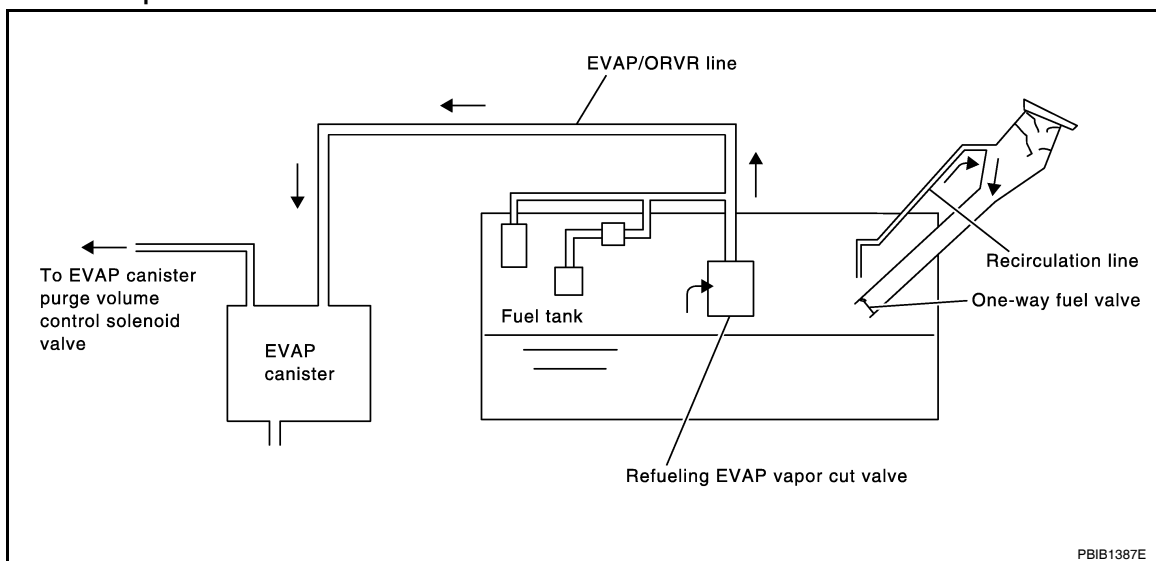 EVAP/ORVR line
To EVAP canister
purge volume
control solenoid
valve
EVAP
canister
Fuel tank
Recirculation line
One-way fuel valve
Refueling EVAP vapor cut valve
PBIB1387E